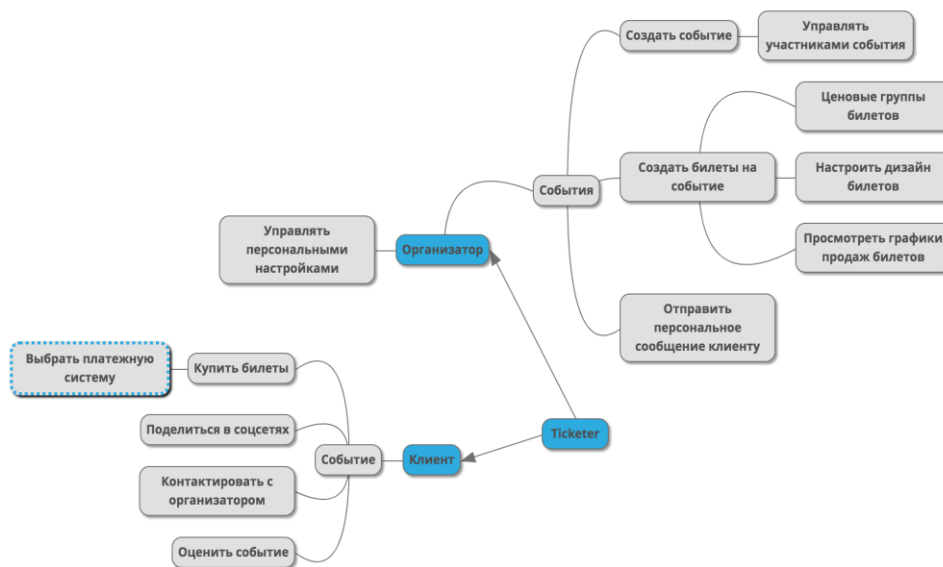 Создать событие
Управлять
участниками события
Ценовые группы
билетов
Создать билеты на
событие
Настроить дизайн
билетов
События
Просмотреть графики
продаж билетов
Управлять
персональными
настройками
Организатор
Отправить
персональное
сообщение клиенту
Выбрать платежную
систему
Купить билеты
Поделиться в соцсетях
Ticketer
Событие
Клиент
Контактировать с
организатором
Оценить событие